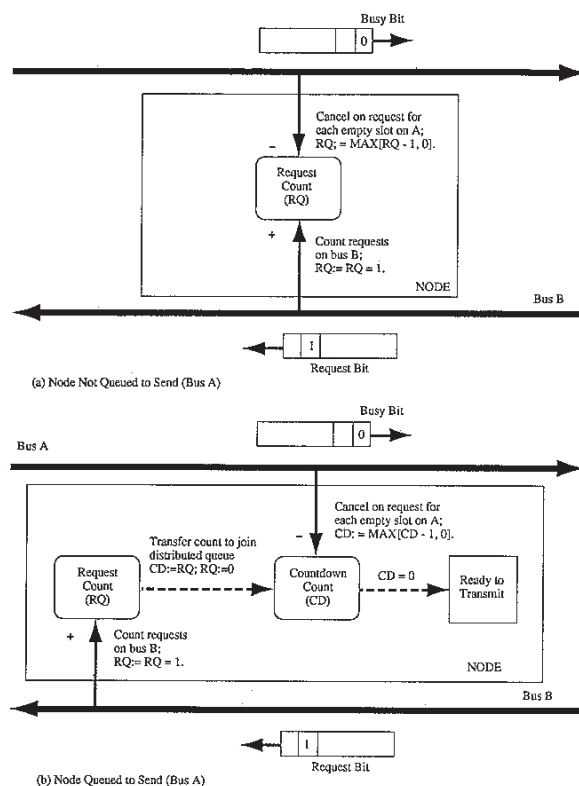 Busy Bit
0
Cancel on request for
each empty slot on A;
RQ; = MAX[RQ - 1, 0].
−
Request
Count
(RQ)
+
Count requests
on bus B;
RQ:= RQ = 1.
NODE
Bus B
1
Request Bit
(a) Node Not Queued to Send (Bus A)
Busy Bit
0
Bus A
Cancel on request for
each empty slot on A;
CD: = MAX[CD - 1, 0].
−
Transfer count to join
distributed queue
CD:=RQ; RQ:=0
Request
Count
(RQ)
Countdown
Count
(CD)
CD = 0
Ready to
Transmit
+
Count requests
on bus B;
RQ:= RQ = 1.
NODE
Bus B
1
Request Bit
(b) Node Queued to Send (Bus A)